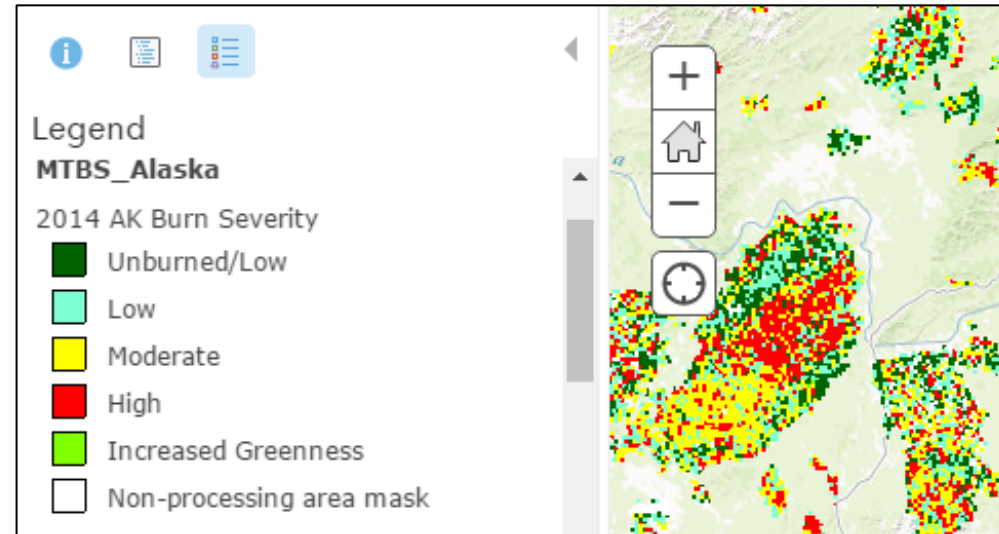 Legend
MTBS_Alaska
2014 AK Burn Severity
Unburned/Low
Low
Moderate
High
Increased Greenness
Non-processing area mask
a